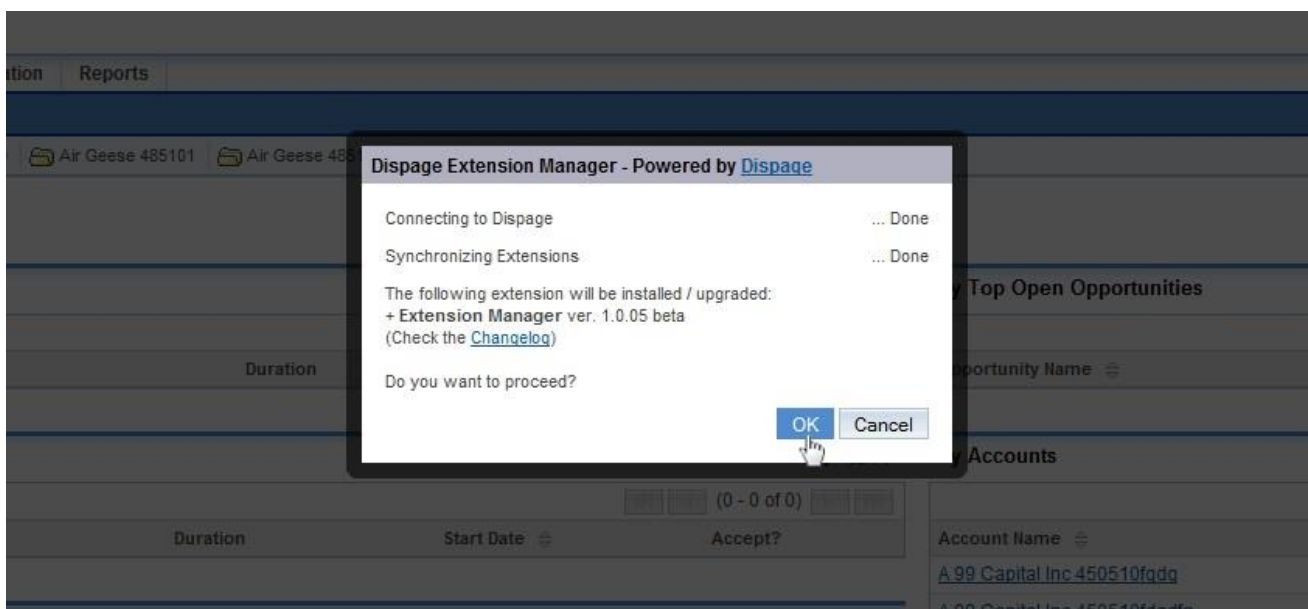 Reports
Air Geese 485101
Air Geese
Dispage Extension Manager - Powered by Dispage
Connecting to Dispage ... Done
Synchronizing Extensions ... Done
The following extension will be installed / upgraded:
+ Extension Manager ver. 1.0.05 beta
(Check the Changelog)
Do you want to proceed?
OK Cancel
Top Open Opportunities
Duration
Name
Accounts
(0 - 0 of 0)
Duration Start Date Accept? Account Name
A 99 Capital Inc 450510fgdg